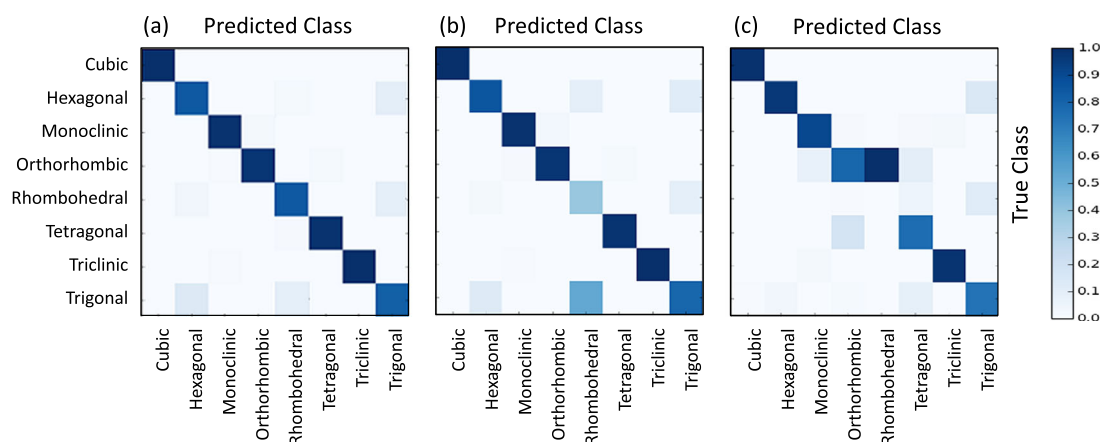 (a) Predicted Class
(b) Predicted Class
(c) Predicted Class
Cubic
Hexagonal
Monoclinic
Orthorhombic
Rhombohedral
Tetragonal
Triclinic
Trigonal
Cubic
Hexagonal
Monoclinic
Orthorhombic
Rhombohedral
Tetragonal
Triclinic
Trigonal
Cubic
Hexagonal
Monoclinic
Orthorhombic
Rhombohedral
Tetragonal
Triclinic
Trigonal
Cubic
Hexagonal
Monoclinic
Orthorhombic
Rhombohedral
Tetragonal
Triclinic
Trigonal
True Class
1.0
0.9
0.8
0.7
0.6
0.5
0.4
0.3
0.2
0.1
0.0